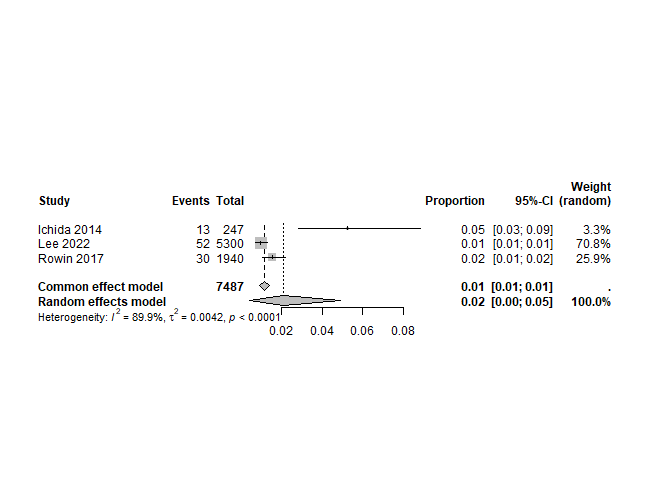 Weight
Study Events Total Proportion 95%-CI (random)
Ichida 2014 13 247 0.05 [0.03; 0.09] 3.3%
Lee 2022 52 5300 0.01 [0.01; 0.01] 70.8%
Rowin 2017 30 1940 0.02 [0.01; 0.02] 25.9%
Common effect model 7487 0.01 [0.01; 0.01] .
Random effects model 0.02 [0.00; 0.05] 100.0%
Heterogeneity: I² = 89.9%, τ² = 0.0042, p < 0.0001
0.02 0.04 0.06 0.08